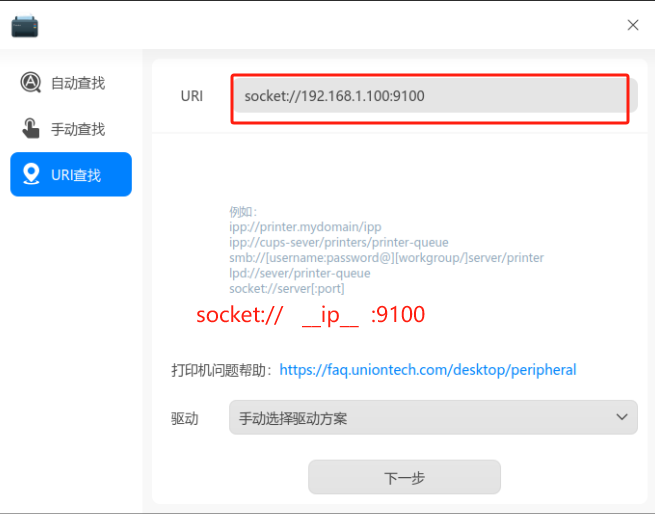 自动查找
手动查找
URI查找
URI
socket://192.168.1.100:9100
例如:
ipp://printer.mydomain/ipp
ipp://cups-sever/printers/printer-queue
smb://[username:password@][workgroup/]server/printer
lpd://sever/printer-queue
socket://server[:port]
socket:// __ip__ :9100
打印机问题帮助: https://faq.uniontech.com/desktop/peripheral
驱动
手动选择驱动方案
下一步